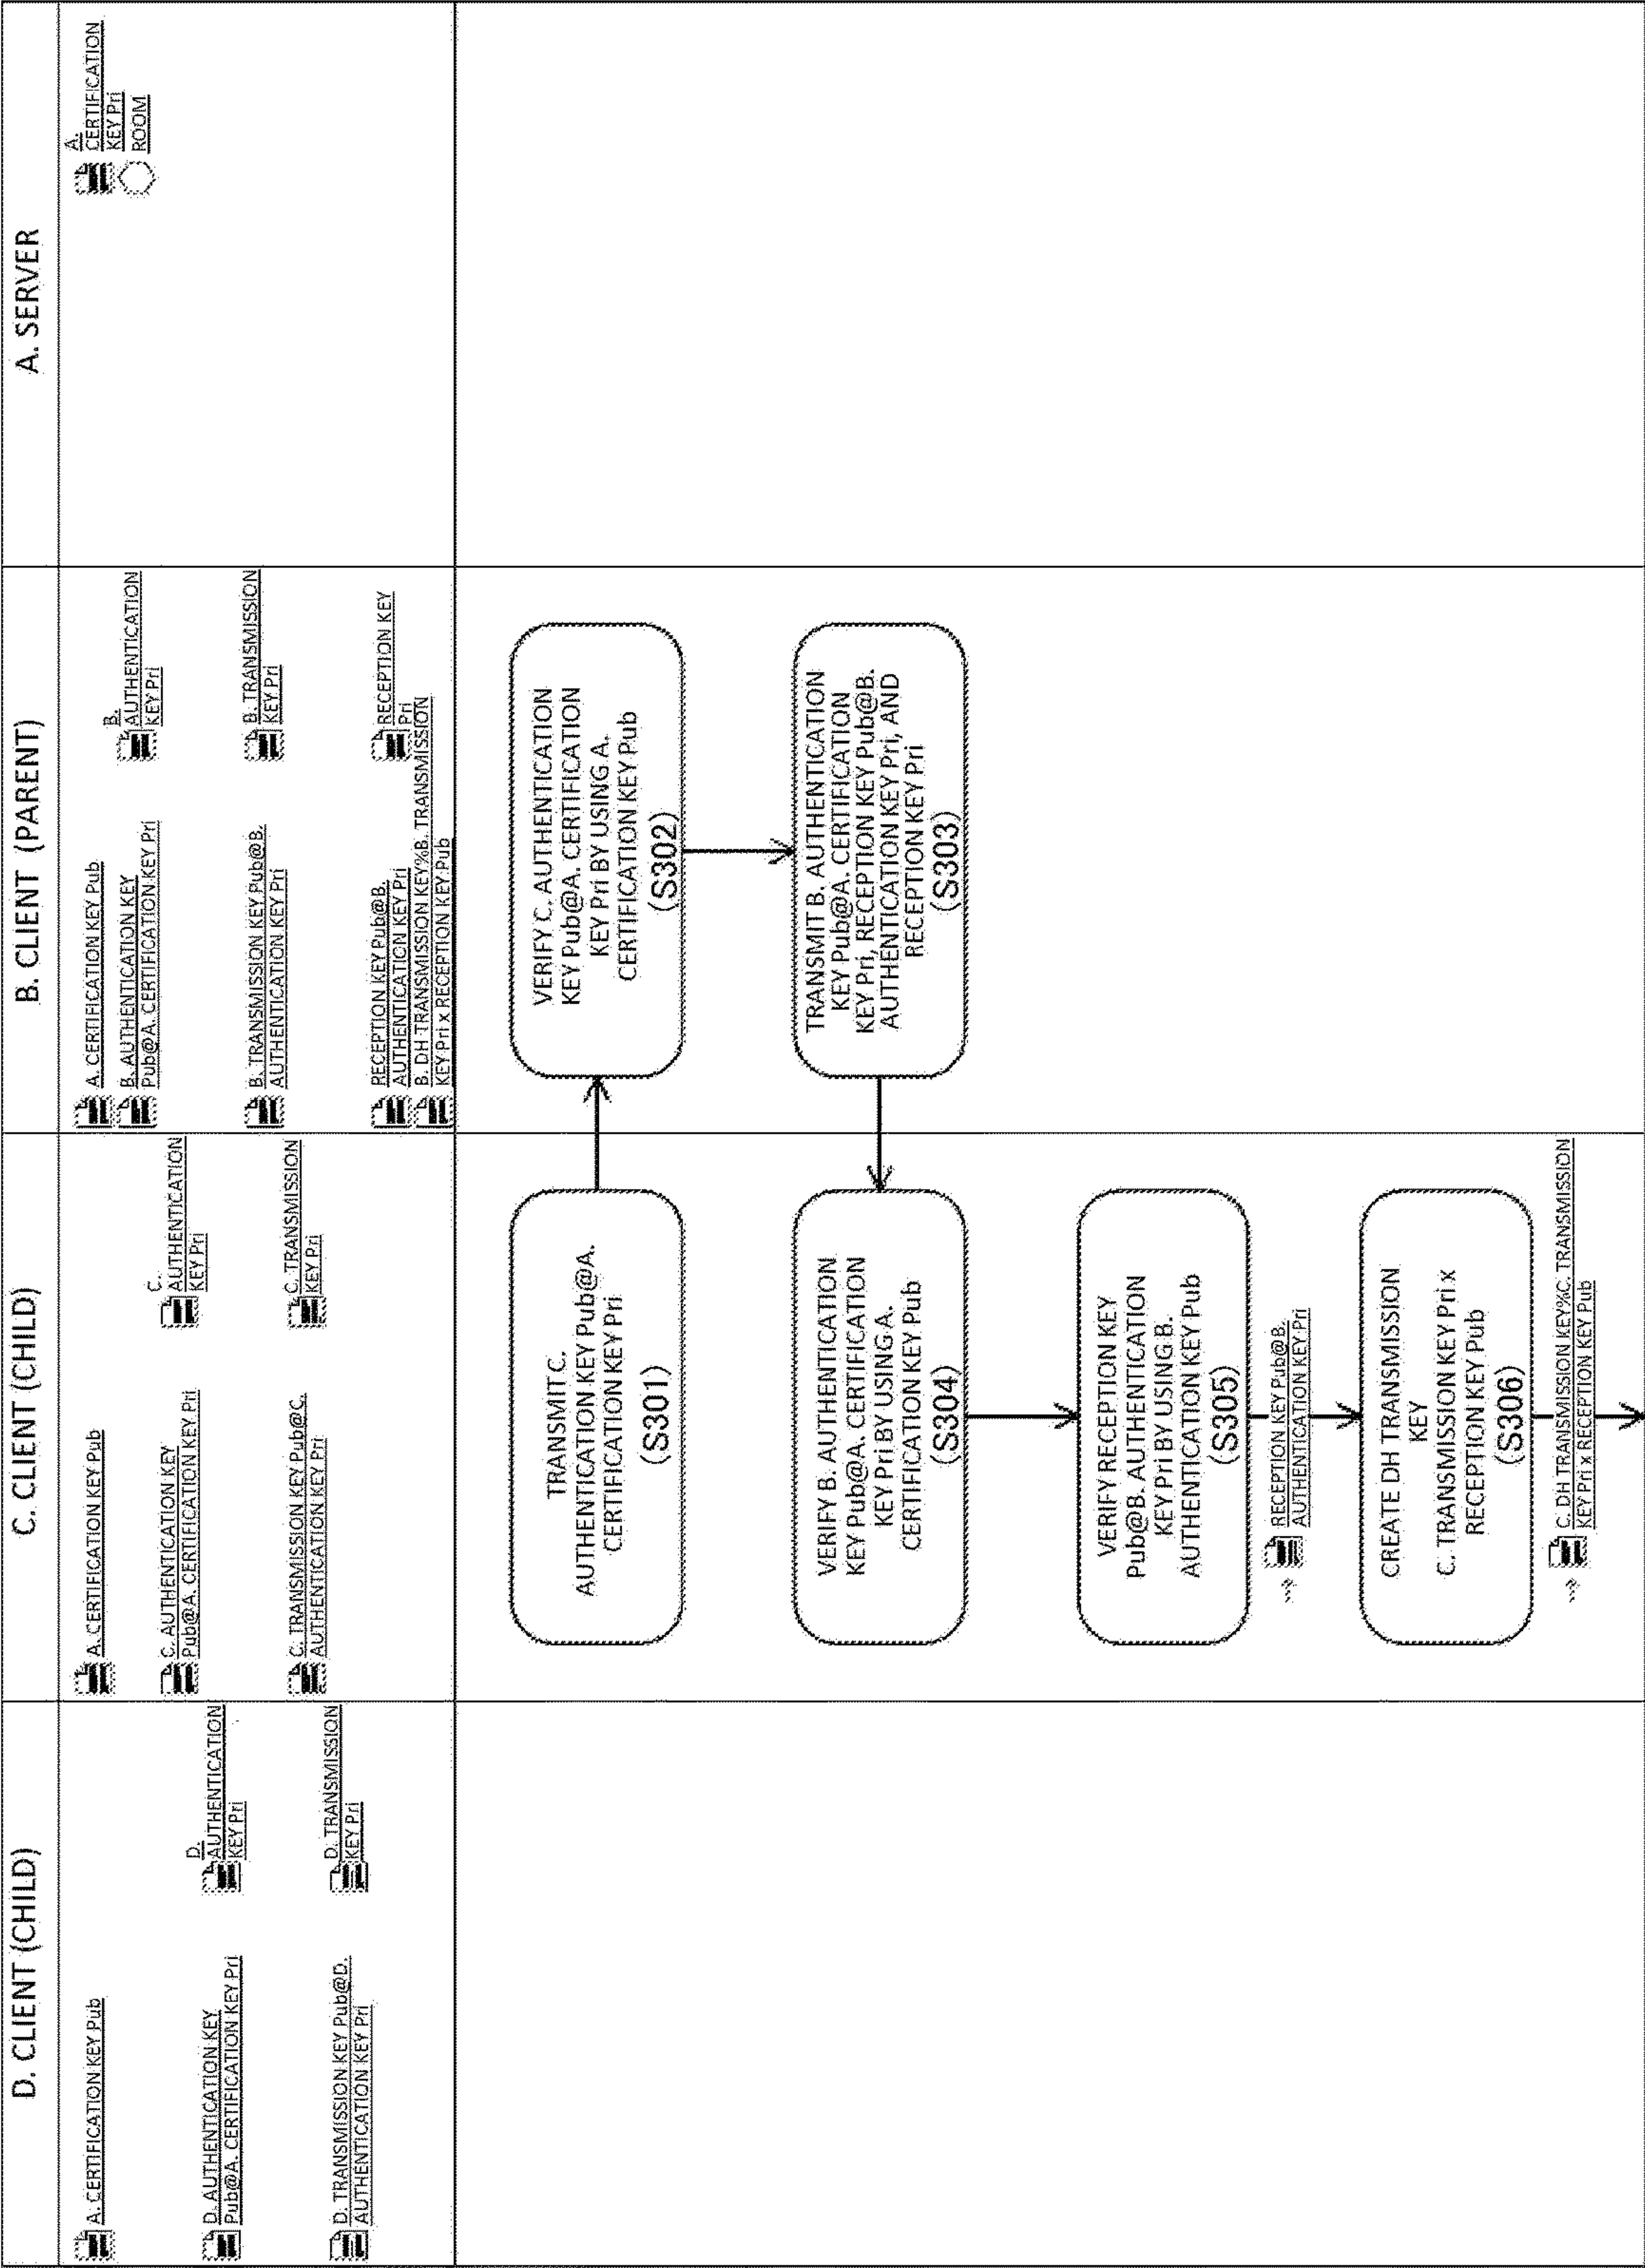 D. CLIENT (CHILD)
C. CLIENT (CHILD)
B. CLIENT (PARENT)
A. SERVER
A. CERTIFICATION KEY Pub
D. AUTHENTICATION KEY
Pub@A. CERTIFICATION KEY Pri
D.
AUTHENTICATION
KEY Pri
D. TRANSMISSION KEY Pub@D.
AUTHENTICATION KEY Pri
D. TRANSMISSION
KEY Pri
A. CERTIFICATION KEY Pub
C. AUTHENTICATION KEY
Pub@A. CERTIFICATION KEY Pri
C.
AUTHENTICATION
KEY Pri
C. TRANSMISSION KEY Pub@C.
AUTHENTICATION KEY Pri
C. TRANSMISSION
KEY Pri
A. CERTIFICATION KEY Pub
B. AUTHENTICATION KEY
Pub@A. CERTIFICATION KEY Pri
B.
AUTHENTICATION
KEY Pri
B. TRANSMISSION KEY Pub@B.
AUTHENTICATION KEY Pri
B. TRANSMISSION
KEY Pri
RECEPTION KEY Pub@B.
AUTHENTICATION KEY Pri
RECEPTION KEY
Pri
B. DH TRANSMISSION KEY%B. TRANSMISSION
KEY Pri x RECEPTION KEY Pub
A.
CERTIFICATION
KEY Pri
ROOM
TRANSMIT C.
AUTHENTICATION KEY Pub@A.
CERTIFICATION KEY Pri
(S301)
VERIFY C. AUTHENTICATION
KEY Pub@A. CERTIFICATION
KEY Pri BY USING A.
CERTIFICATION KEY Pub
(S302)
TRANSMIT B. AUTHENTICATION
KEY Pub@A. CERTIFICATION
KEY Pri, RECEPTION KEY Pub@B.
AUTHENTICATION KEY Pri, AND
RECEPTION KEY Pri
(S303)
VERIFY B. AUTHENTICATION
KEY Pub@A. CERTIFICATION
KEY Pri BY USING A.
CERTIFICATION KEY Pub
(S304)
VERIFY RECEPTION KEY
Pub@B. AUTHENTICATION
KEY Pri BY USING B.
AUTHENTICATION KEY Pub
(S305)
RECEPTION KEY Pub@B.
AUTHENTICATION KEY Pri
CREATE DH TRANSMISSION
KEY
C. TRANSMISSION KEY Pri x
RECEPTION KEY Pub
(S306)
C. DH TRANSMISSION KEY%C. TRANSMISSION
KEY Pri x RECEPTION KEY Pub